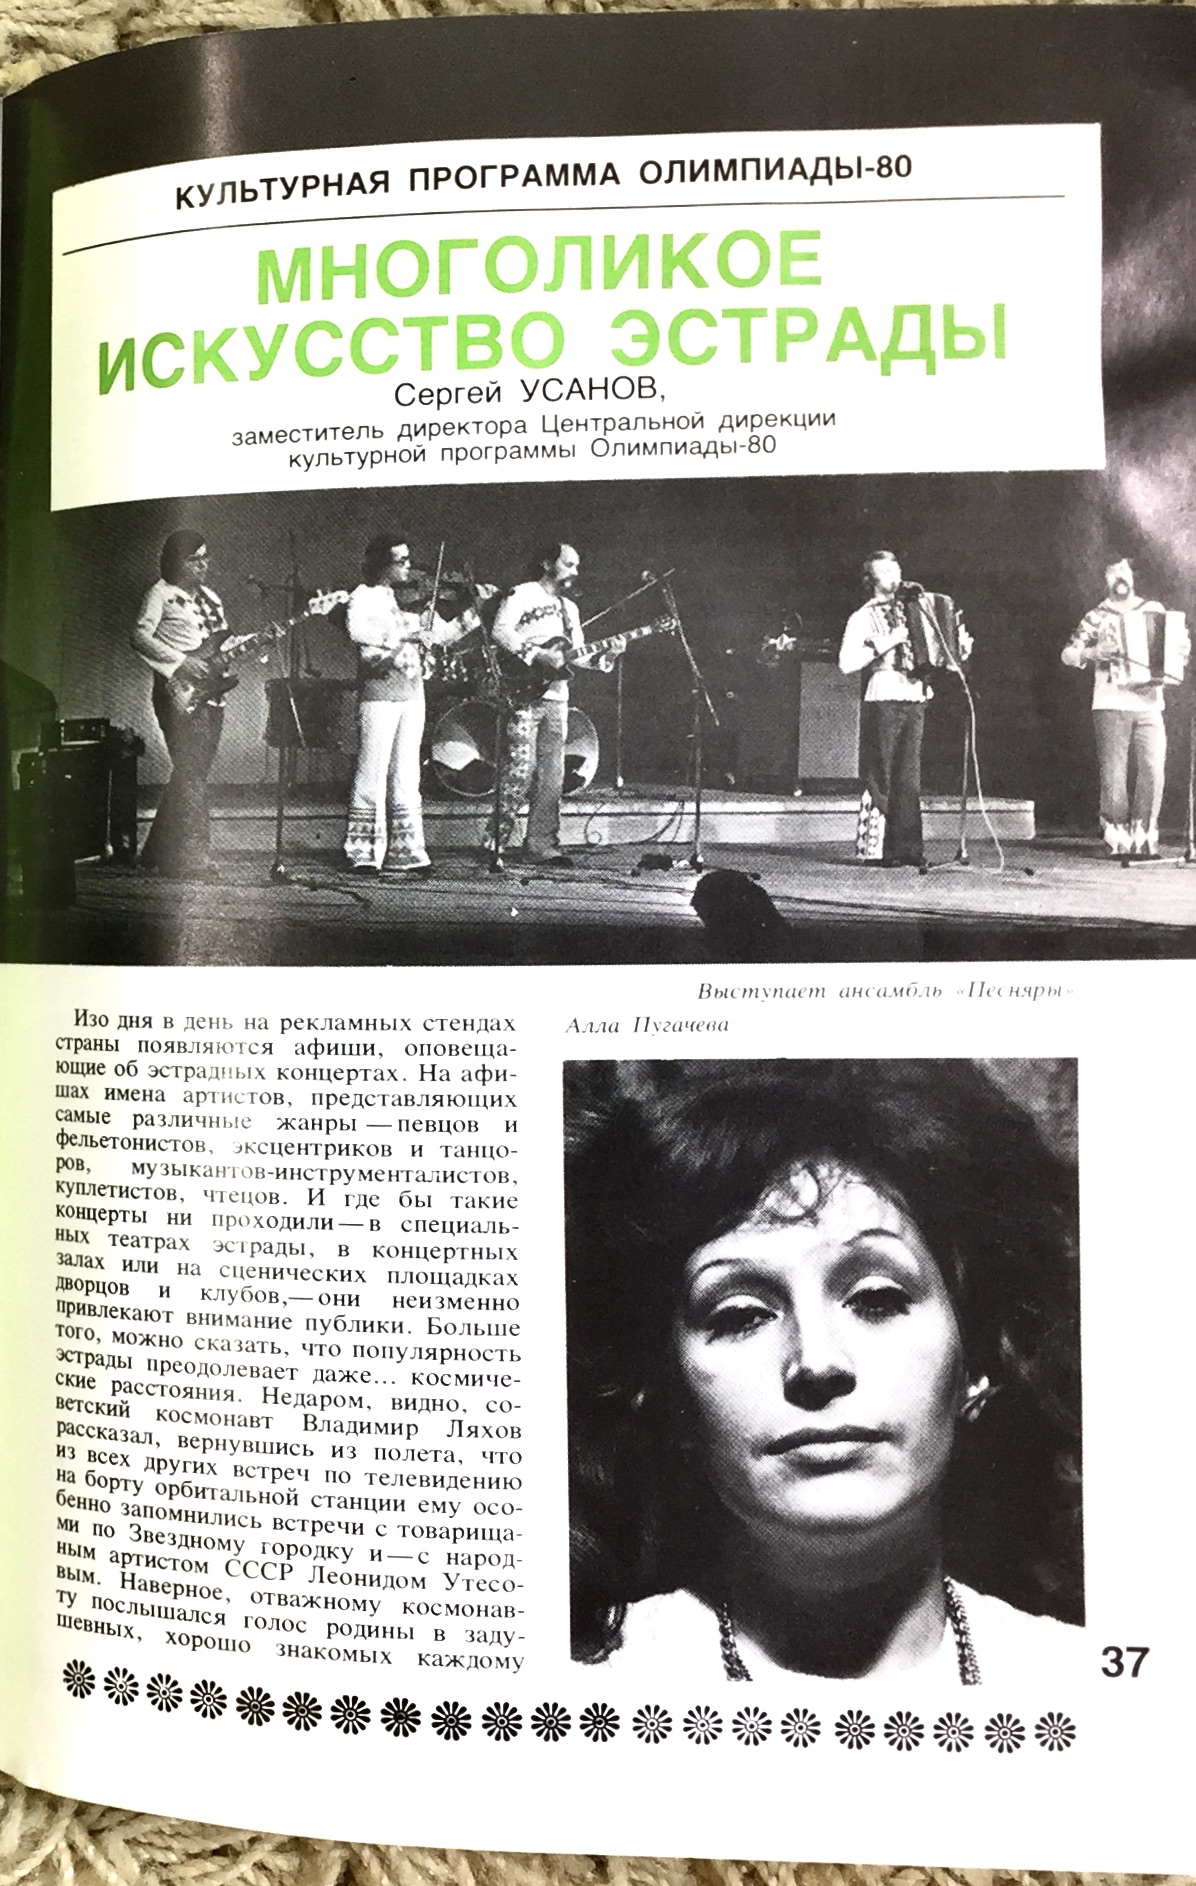 КУЛЬТУРНАЯ ПРОГРАММА ОЛИМПИАДЫ-80
МНОГОЛИКОЕ
ИСКУССТВО ЭСТРАДЫ
Сергей УСАНОВ,
заместитель директора Центральной дирекции
культурной программы Олимпиады-80
Выступает ансамбль «Песняры»
Алла Пугачева
Изо дня в день на рекламных стендах
страны появляются афиши, оповеща-
ющие об эстрадных концертах. На афи-
шах имена артистов, представляющих
самые различные жанры — певцов и
фельетонистов, эксцентриков и танцо-
ров, музыкантов-инструменталистов,
куплетистов, чтецов. И где бы такие
концерты ни проходили — в специаль-
ных театрах эстрады, в концертных
залах или на сценических площадках
дворцов и клубов,— они неизменно
привлекают внимание публики. Больше
того, можно сказать, что популярность
эстрады преодолевает даже... космиче-
ские расстояния. Недаром, видно, со-
ветский космонавт Владимир Ляхов
рассказал, вернувшись из полета, что
из всех других встреч по телевидению
на борту орбитальной станции ему осо-
бенно запомнились встречи с товарища-
ми по Звездному городку и — с народ-
ным артистом СССР Леонидом Утесо-
вым. Наверное, отважному космонав-
ту послышался голос родины в заду-
шевных, хорошо знакомых каждому
37